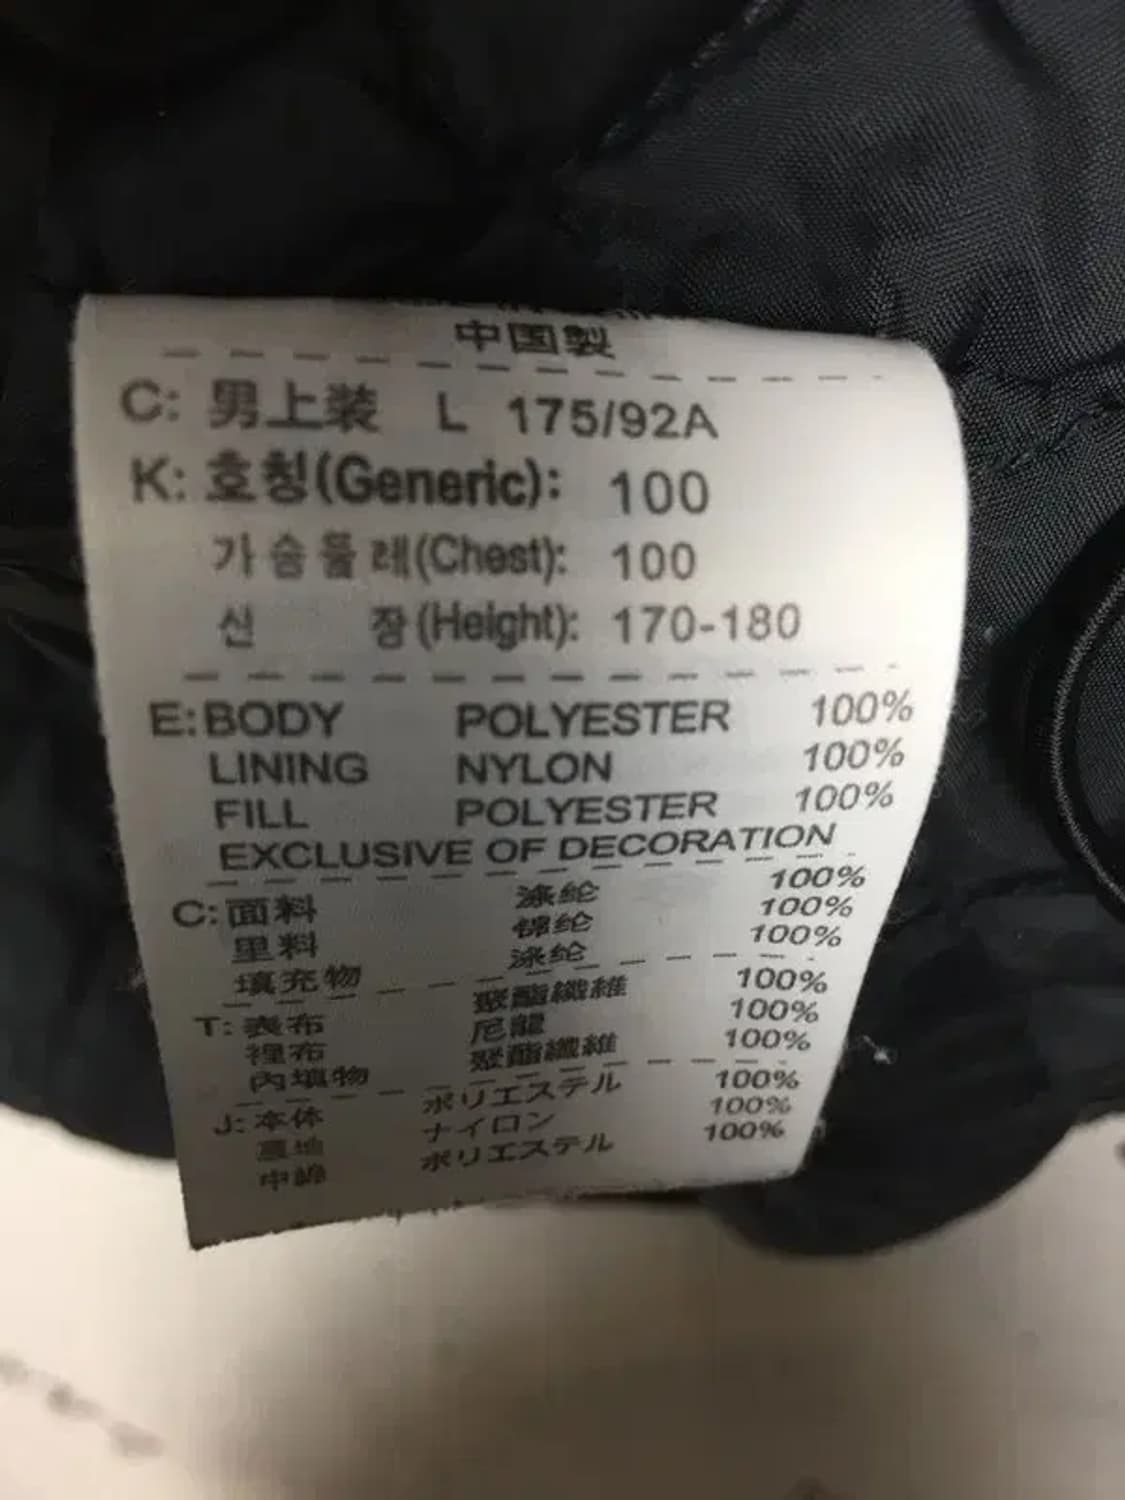 中国製
C: 男上装 L 175/92A
K: 호칭(Generic): 100
가슴둘레(Chest): 100
신 장(Height): 170-180
E: BODY POLYESTER 100%
LINING NYLON 100%
FILL POLYESTER 100%
EXCLUSIVE OF DECORATION
C: 面料 涤纶 100%
里料 锦纶 100%
填充物 涤纶 100%
T: 表布 聚酯纖維 100%
裡布 尼龍 100%
內填物 聚酯纖維 100%
J: 本体 ポリエステル 100%
裏地 ナイロン 100%
中綿 ポリエステル 100%